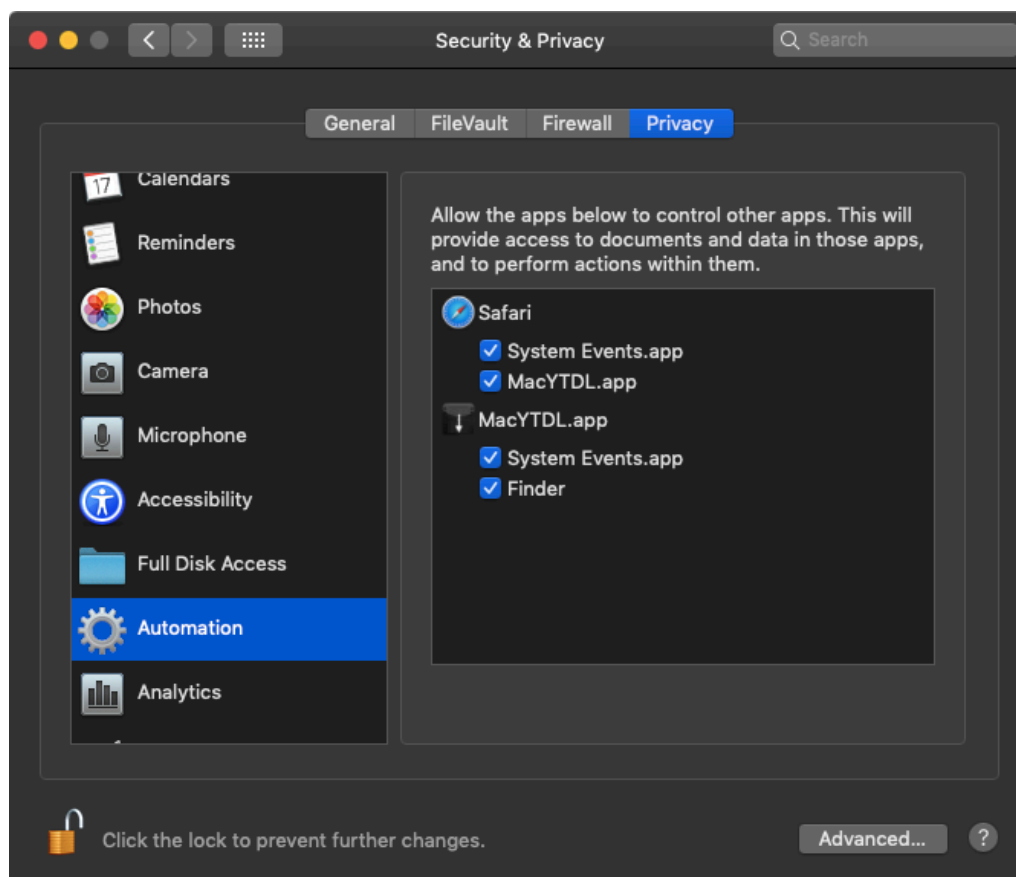 Security & Privacy
Search
General
FileVault
Firewall
Privacy
17
Calendars
Reminders
Photos
Camera
Microphone
Accessibility
Full Disk Access
Automation
Analytics
Allow the apps below to control other apps. This will
provide access to documents and data in those apps,
and to perform actions within them.
Safari
System Events.app
MacYTDL.app
MacYTDL.app
System Events.app
Finder
Click the lock to prevent further changes.
Advanced...
?